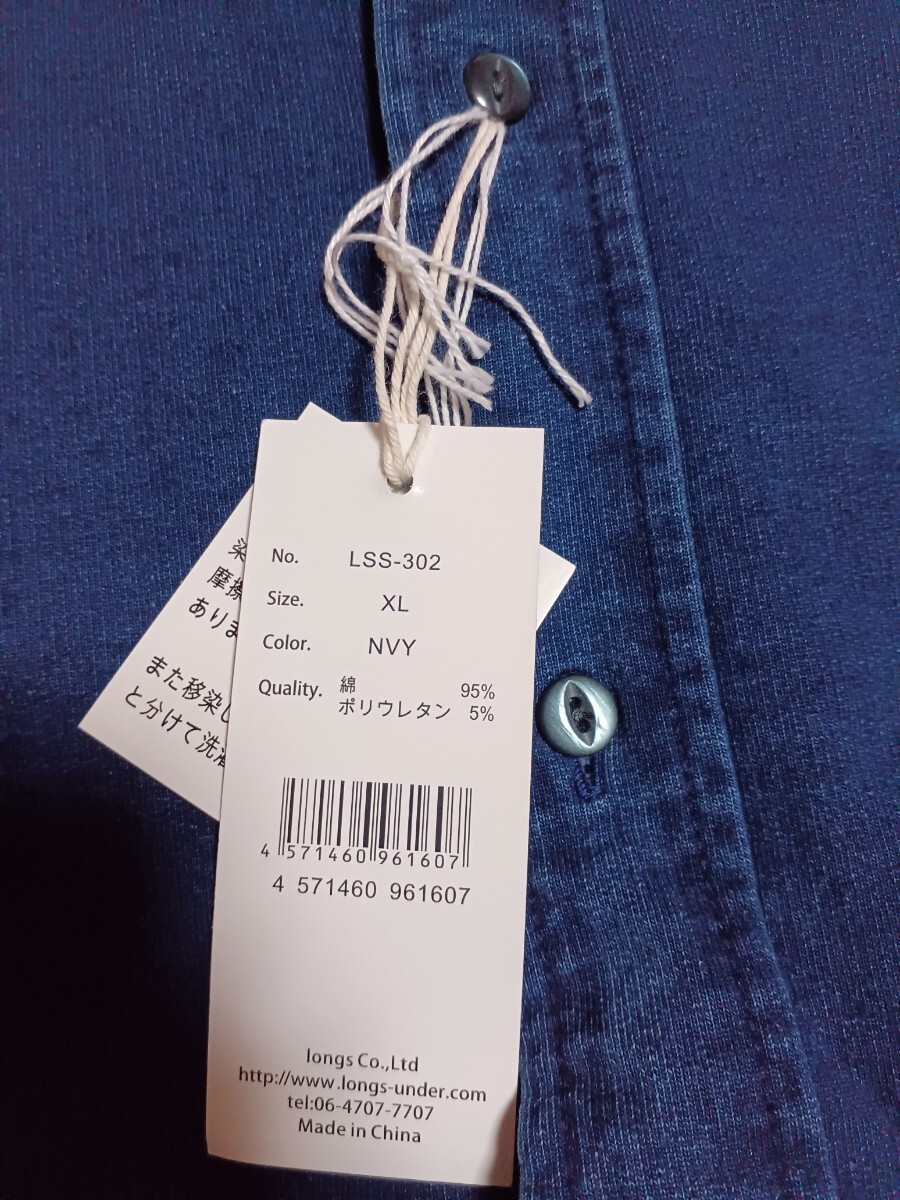 No. LSS-302
Size. XL
Color. NVY
Quality. 綿 95%
ポリウレタン 5%
4 571460 961607
4 571460 961607
longs Co.,Ltd
http://www.longs-under.com
tel:06-4707-7707
Made in China
染
摩擦
ありま
また移染し
と分けて洗濯